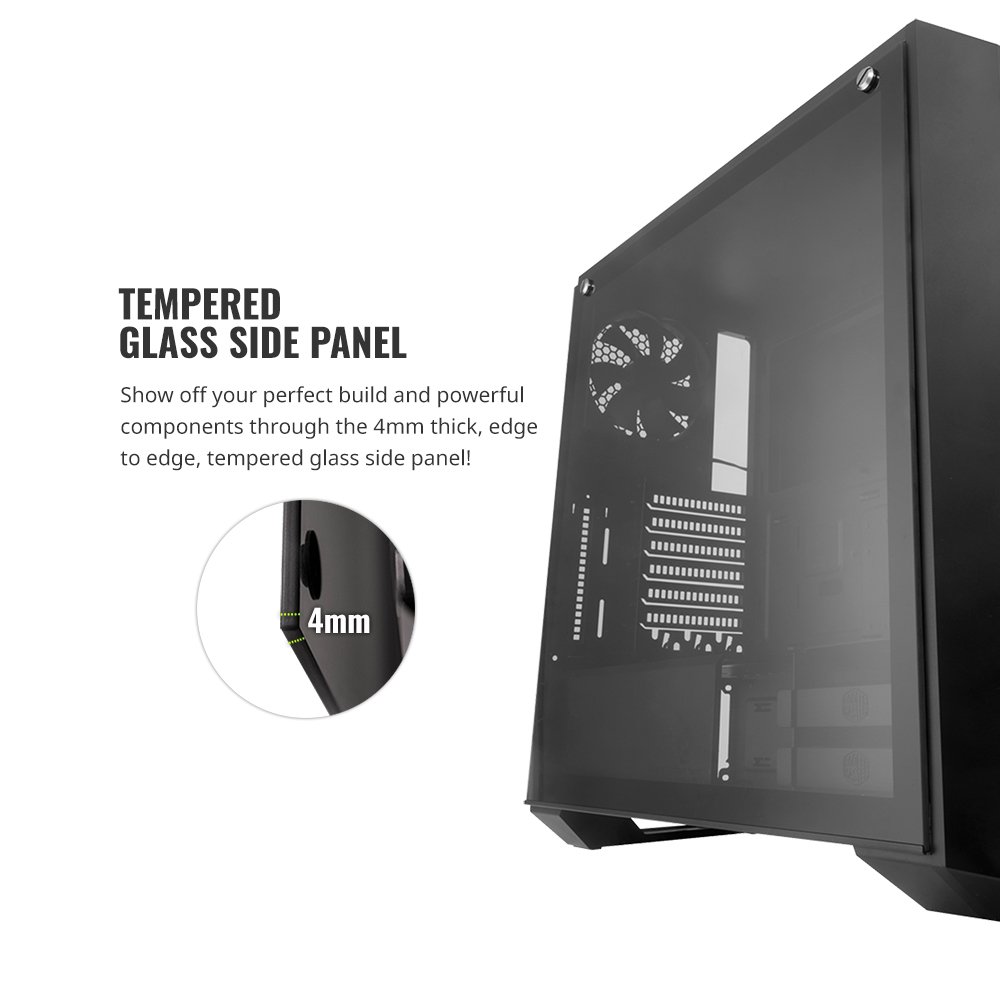 TEMPERED
GLASS SIDE PANEL
Show off your perfect build and powerful
components through the 4mm thick, edge
to edge, tempered glass side panel!
4mm